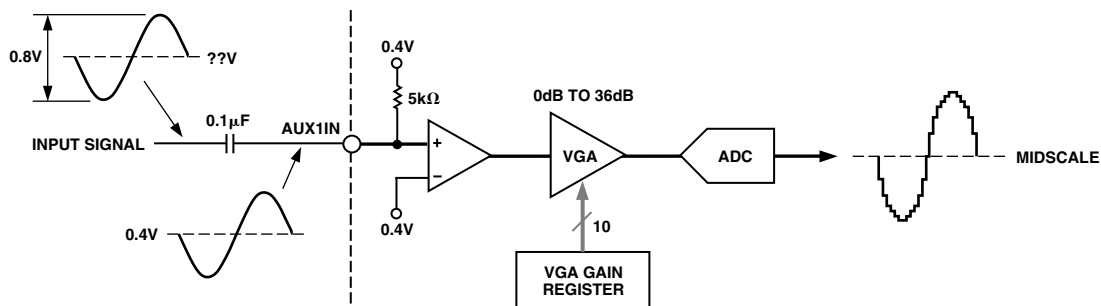 0.8V
??V
0.1μF
INPUT SIGNAL
AUX1IN
0.4V
0.4V
5kΩ
+
−
0.4V
0dB TO 36dB
VGA
10
VGA GAIN
REGISTER
ADC
MIDSCALE